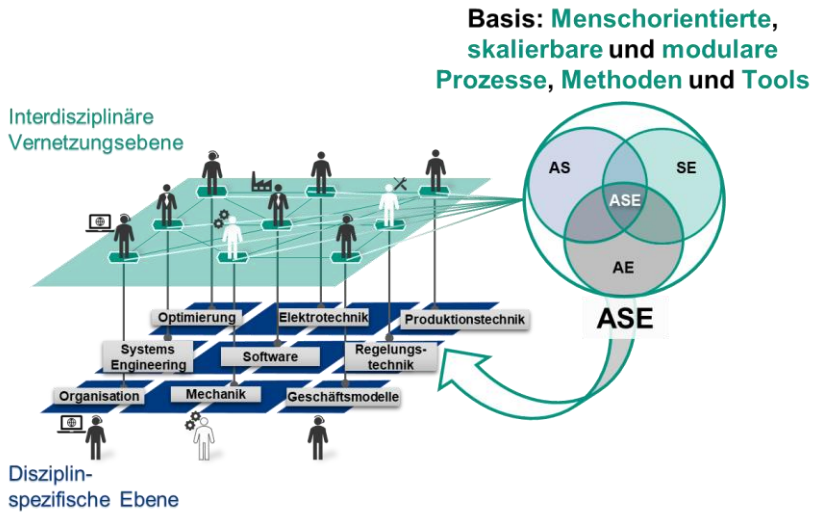 Basis: Menschorientierte,
skalierbare und modulare
Prozesse, Methoden und Tools
Interdisziplinäre
Vernetzungsebene
AS
SE
ASE
AE
ASE
Optimierung
Elektrotechnik
Produktionstechnik
Systems
Engineering
Software
Regelungs-
technik
Organisation
Mechanik
Geschäftsmodelle
Disziplin-
spezifische Ebene